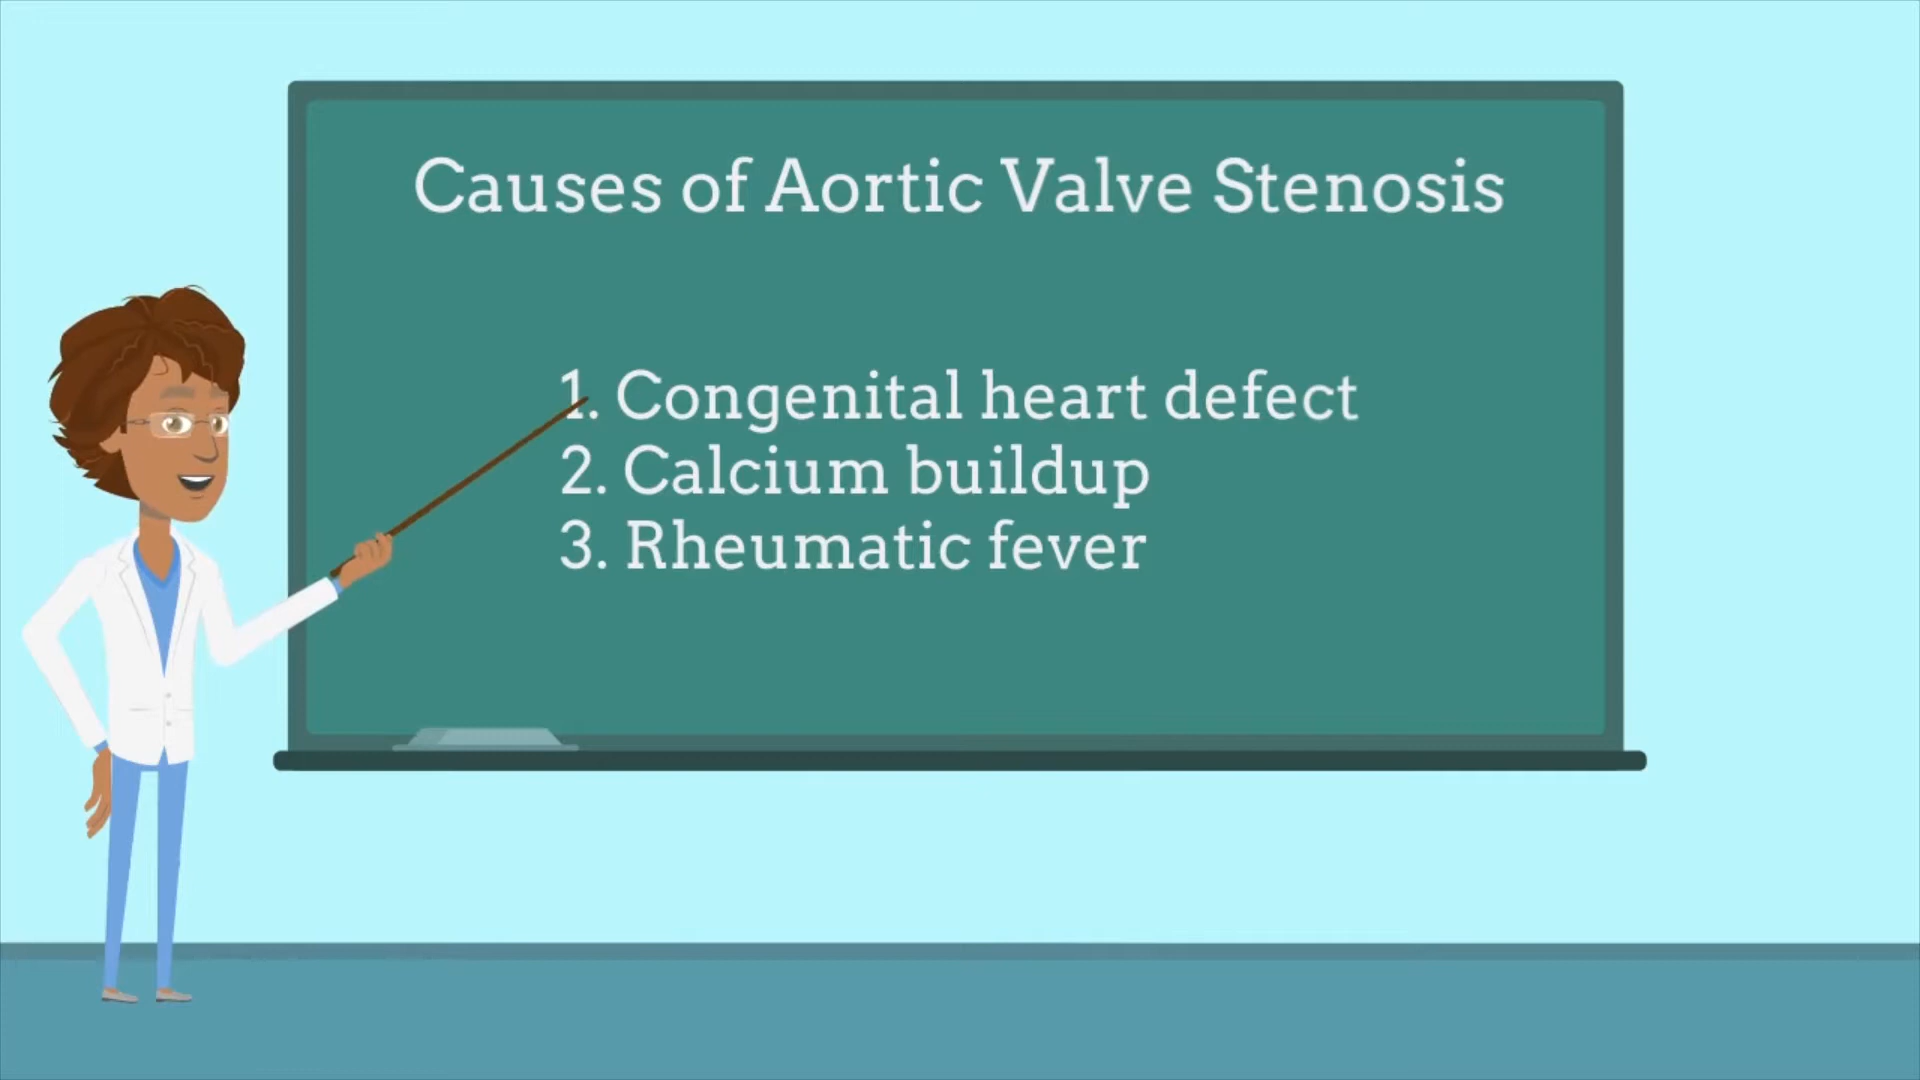 Causes of Aortic Valve Stenosis
1. Congenital heart defect
2. Calcium buildup
3. Rheumatic fever